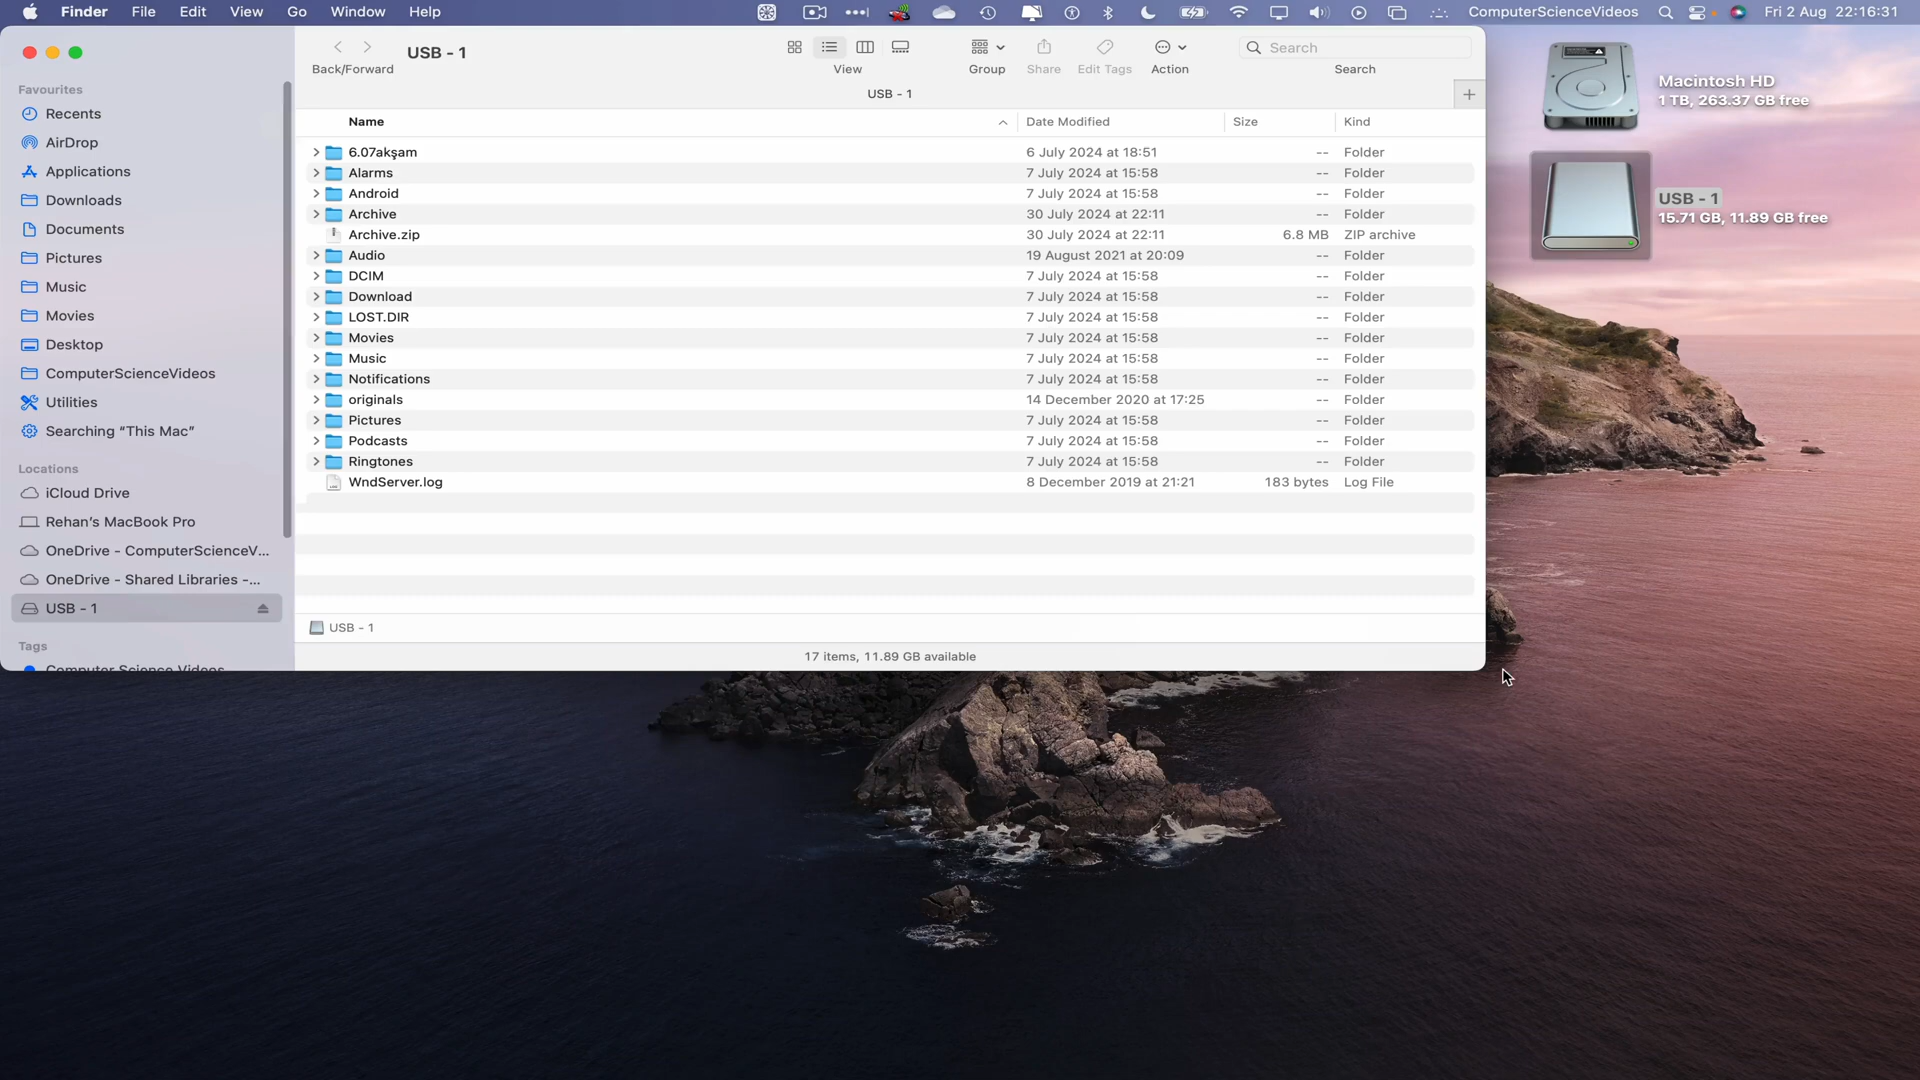 Finder File Edit View Go Window Help ComputerScienceVideos Fri 2 Aug 22:16:31
USB - 1
Back/Forward View Group Share Edit Tags Action Search
Search
USB - 1
Favourites
Recents
AirDrop
Applications
Downloads
Documents
Pictures
Music
Movies
Desktop
ComputerScienceVideos
Utilities
Searching “This Mac”
Locations
iCloud Drive
Rehan’s MacBook Pro
OneDrive - ComputerScienceV...
OneDrive - Shared Libraries -...
USB - 1
Tags
Computer Science Videos
Name Date Modified Size Kind
6.07akşam 6 July 2024 at 18:51 -- Folder
Alarms 7 July 2024 at 15:58 -- Folder
Android 7 July 2024 at 15:58 -- Folder
Archive 30 July 2024 at 22:11 -- Folder
Archive.zip 30 July 2024 at 22:11 6.8 MB ZIP archive
Audio 19 August 2021 at 20:09 -- Folder
DCIM 7 July 2024 at 15:58 -- Folder
Download 7 July 2024 at 15:58 -- Folder
LOST.DIR 7 July 2024 at 15:58 -- Folder
Movies 7 July 2024 at 15:58 -- Folder
Music 7 July 2024 at 15:58 -- Folder
Notifications 7 July 2024 at 15:58 -- Folder
originals 14 December 2020 at 17:25 -- Folder
Pictures 7 July 2024 at 15:58 -- Folder
Podcasts 7 July 2024 at 15:58 -- Folder
Ringtones 7 July 2024 at 15:58 -- Folder
WndServer.log 8 December 2019 at 21:21 183 bytes Log File
USB - 1
17 items, 11.89 GB available
Macintosh HD
1 TB, 263.37 GB free
USB - 1
15.71 GB, 11.89 GB free